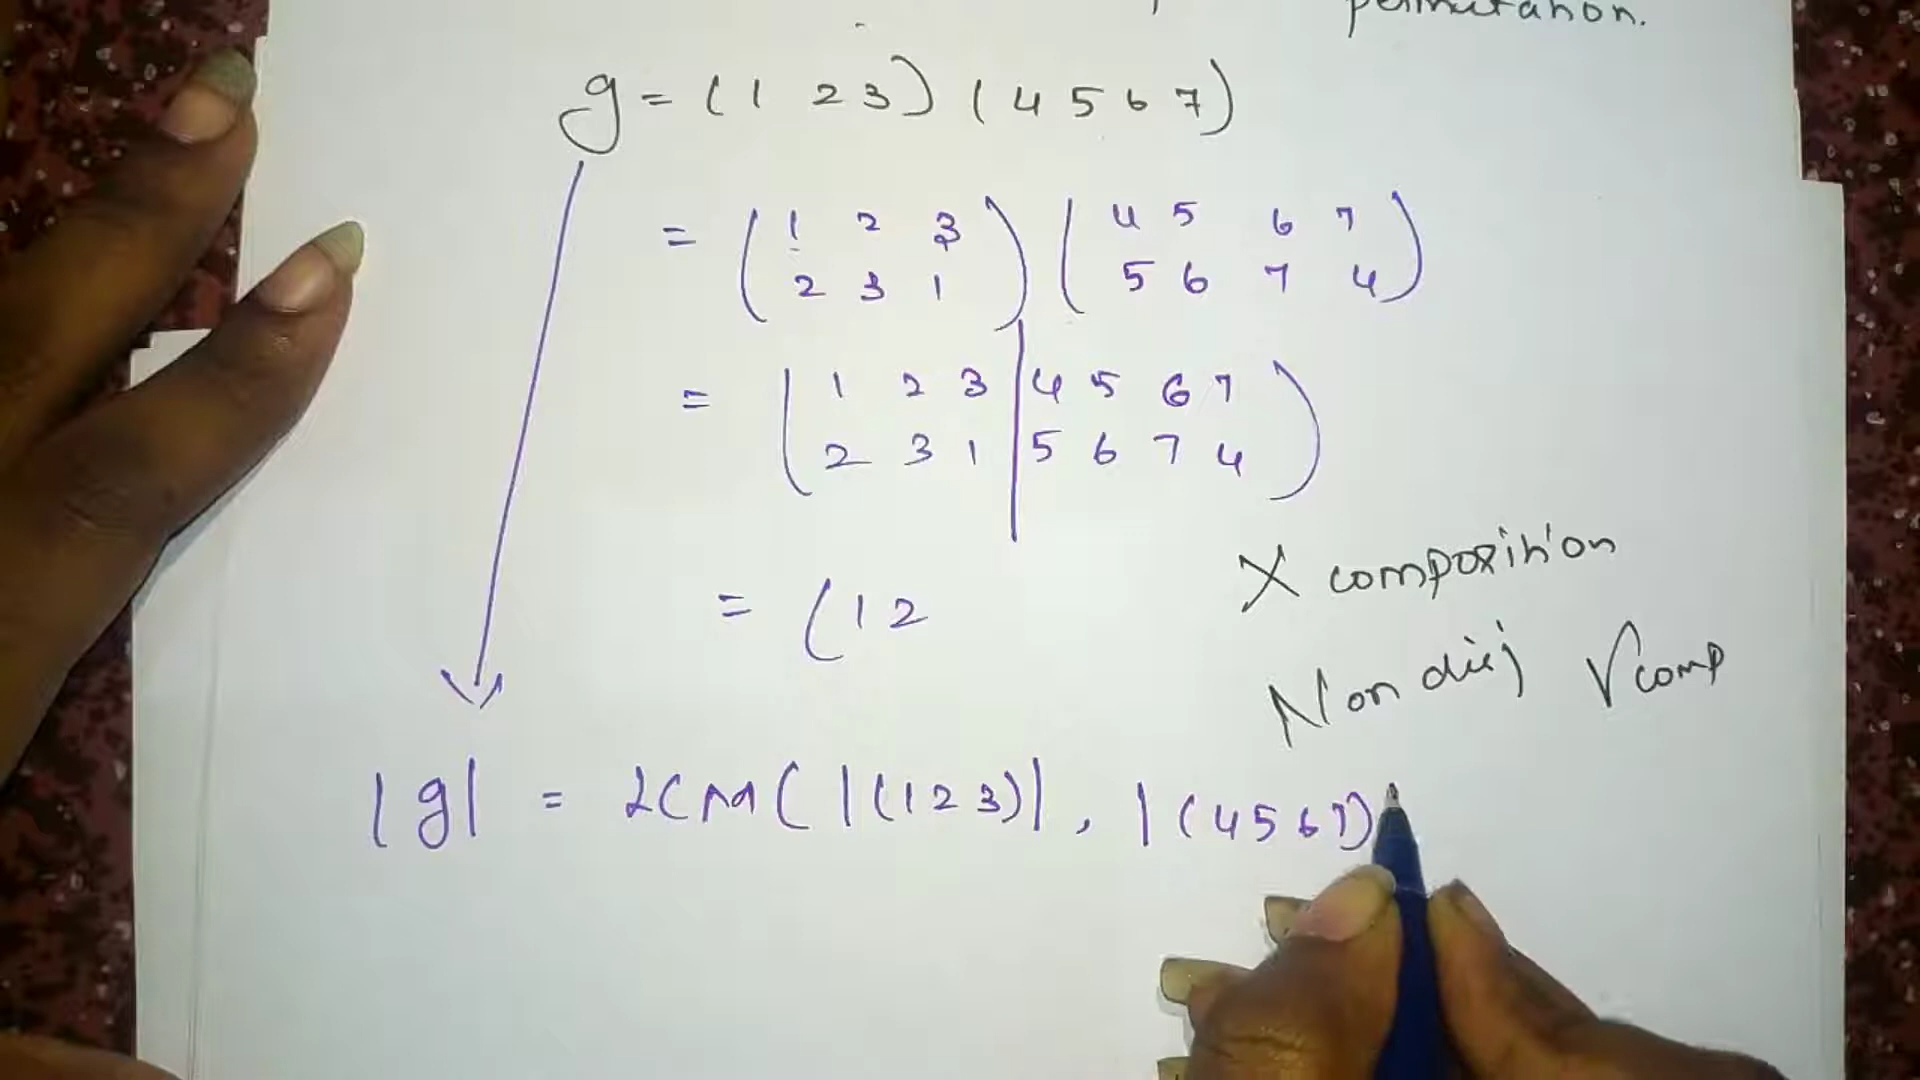 permutation.
g = (1 2 3) (4 5 6 7)
= (1 2 3) (4 5 6 7)
(2 3 1) (5 6 7 4)
= (1 2 3 | 4 5 6 7)
(2 3 1 | 5 6 7 4)
X composition
= (1 2
Non disj √ comp
|g| = LCM ( |(1 2 3)| , |(4 5 6 7)